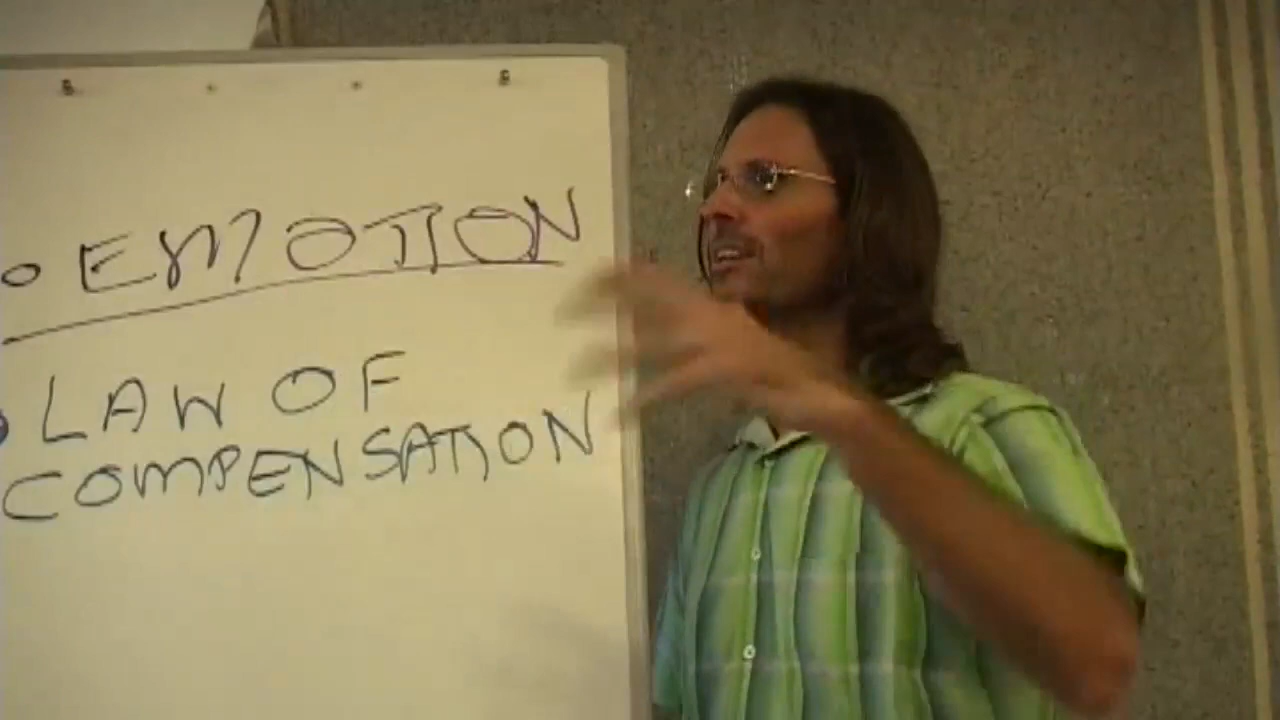 • EMOTION
• LAW OF
COMPENSATION